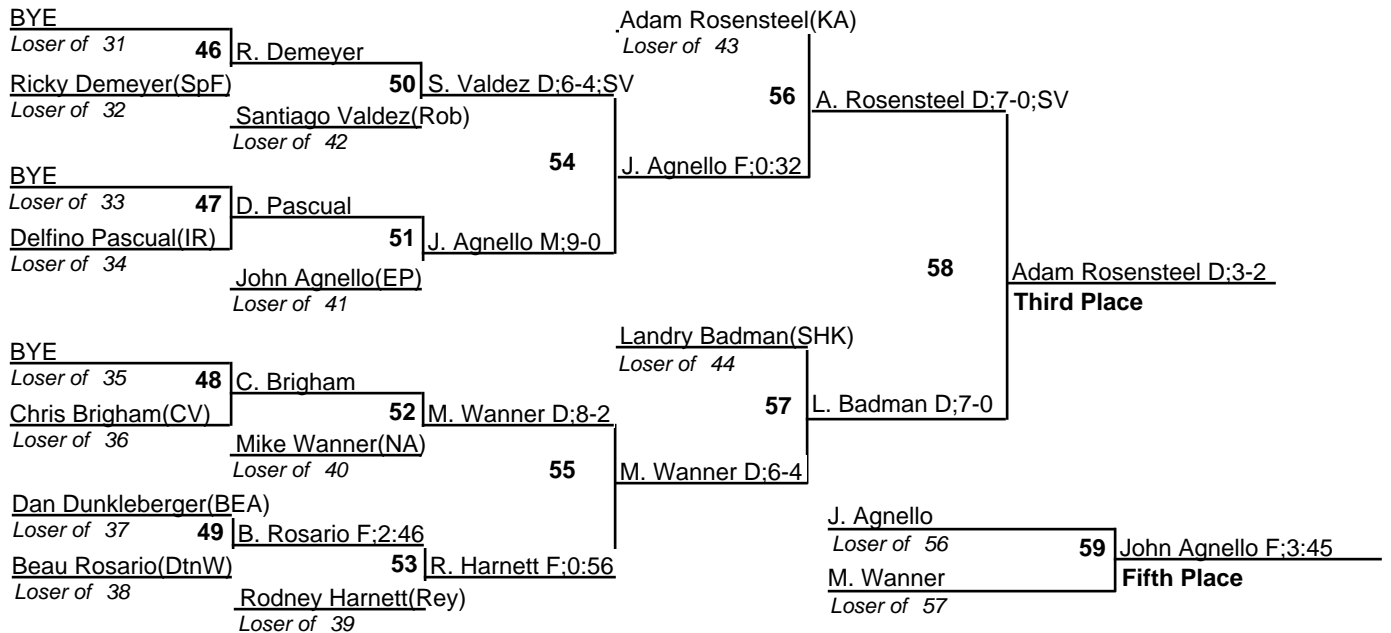 BYE
Loser of 31
46
R. Demeyer
Ricky Demeyer(SpF)
Loser of 32
50
S. Valdez D;6-4;SV
Santiago Valdez(Rob)
Loser of 42
BYE
Loser of 33
47
D. Pascual
Delfino Pascual(IR)
Loser of 34
51
J. Agnello M;9-0
John Agnello(EP)
Loser of 41
54
J. Agnello F;0:32
Adam Rosensteel(KA)
Loser of 43
56
A. Rosensteel D;7-0;SV
BYE
Loser of 35
48
C. Brigham
Chris Brigham(CV)
Loser of 36
52
M. Wanner D;8-2
Mike Wanner(NA)
Loser of 40
Dan Dunkleberger(BEA)
Loser of 37
49
B. Rosario F;2:46
Beau Rosario(DtnW)
Loser of 38
53
R. Harnett F;0:56
Rodney Harnett(Rey)
Loser of 39
55
M. Wanner D;6-4
Landry Badman(SHK)
Loser of 44
57
L. Badman D;7-0
58
Adam Rosensteel D;3-2
Third Place
J. Agnello
Loser of 56
59
John Agnello F;3:45
M. Wanner
Fifth Place
Loser of 57